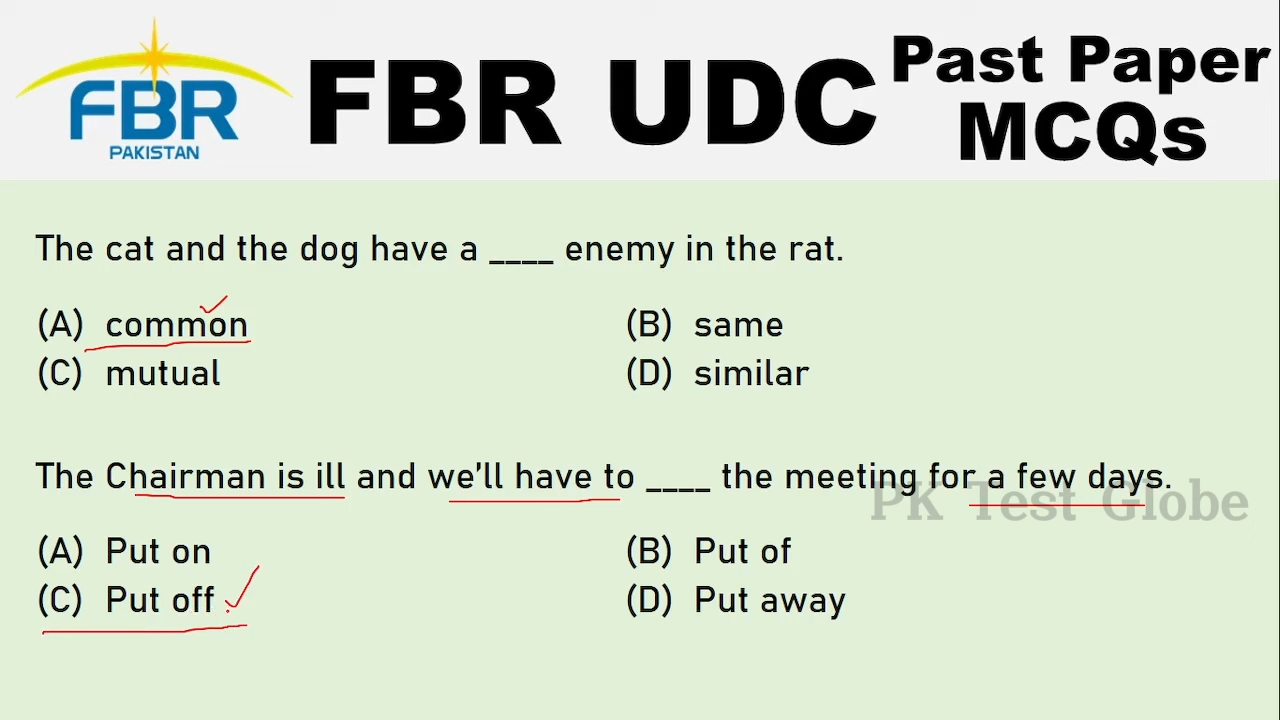 FBR
PAKISTAN
FBR UDC
Past Paper
MCQs
The cat and the dog have a ____ enemy in the rat.
(A) common (B) same
(C) mutual (D) similar
The Chairman is ill and we'll have to ____ the meeting for a few days.
PK Test Globe
(A) Put on (B) Put of
(C) Put off (D) Put away